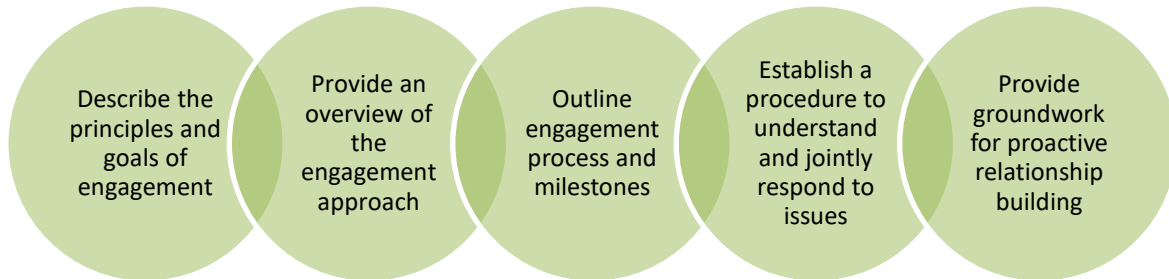 Describe the
principles and
goals of
engagement
Provide an
overview of
the
engagement
approach
Outline
engagement
process and
milestones
Establish a
procedure to
understand
and jointly
respond to
issues
Provide
groundwork
for proactive
relationship
building